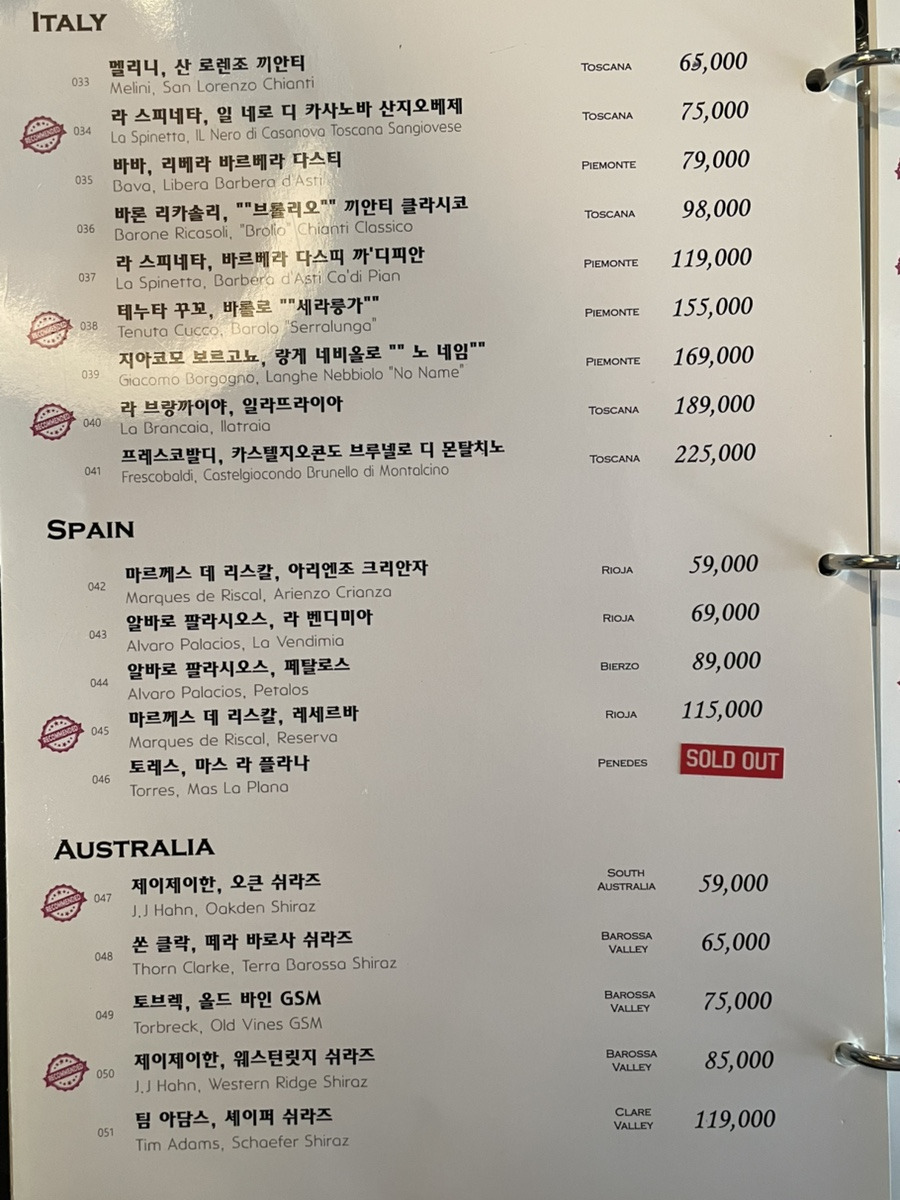 ITALY
033 멜리니, 산 로렌조 끼안티 TOSCANA 65,000
Melini, San Lorenzo Chianti
RECOMMENDED 034 라 스피네타, 일 네로 디 카사노바 산지오베제 TOSCANA 75,000
La Spinetta, IL Nero di Casanova Toscana Sangiovese
035 바바, 리베라 바르베라 다스티 PIEMONTE 79,000
Bava, Libera Barbera d'Asti
036 바론 리카솔리, ""브롤리오"" 끼안티 클라시코 TOSCANA 98,000
Barone Ricasoli, "Brolio" Chianti Classico
037 라 스피네타, 바르베라 다스피 까'디피안 PIEMONTE 119,000
La Spinetta, Barbera d'Asti Ca'di Pian
RECOMMENDED 038 테누타 꾸꼬, 바롤로 ""세라룽가"" PIEMONTE 155,000
Tenuta Cucco, Barolo "Serralunga"
039 지아코모 보르고뇨, 랑게 네비올로 "" 노 네임"" PIEMONTE 169,000
Giacomo Borgogno, Langhe Nebbiolo "No Name"
RECOMMENDED 040 라 브랑까이야, 일라뜨라이아 TOSCANA 189,000
La Brancaia, Ilatraia
041 프레스코발디, 카스텔지오콘도 브루넬로 디 몬탈치노 TOSCANA 225,000
Frescobaldi, Castelgiocondo Brunello di Montalcino
SPAIN
042 마르께스 데 리스칼, 아리엔조 크리안자 RIOJA 59,000
Marques de Riscal, Arienzo Crianza
043 알바로 팔라시오스, 라 벤디미아 RIOJA 69,000
Alvaro Palacios, La Vendimia
044 알바로 팔라시오스, 페탈로스 BIERZO 89,000
Alvaro Palacios, Petalos
RECOMMENDED 045 마르께스 데 리스칼, 레세르바 RIOJA 115,000
Marques de Riscal, Reserva
046 토레스, 마스 라 플라나 PENEDES SOLD OUT
Torres, Mas La Plana
AUSTRALIA
RECOMMENDED 047 제이제이한, 오큰 쉬라즈 SOUTH AUSTRALIA 59,000
J.J Hahn, Oakden Shiraz
048 쏜 클락, 떼라 바로사 쉬라즈 BAROSSA VALLEY 65,000
Thorn Clarke, Terra Barossa Shiraz
049 토브렉, 올드 바인 GSM BAROSSA VALLEY 75,000
Torbreck, Old Vines GSM
RECOMMENDED 050 제이제이한, 웨스턴릿지 쉬라즈 BAROSSA VALLEY 85,000
J.J Hahn, Western Ridge Shiraz
051 팀 아담스, 셰이퍼 쉬라즈 CLARE VALLEY 119,000
Tim Adams, Schaefer Shiraz